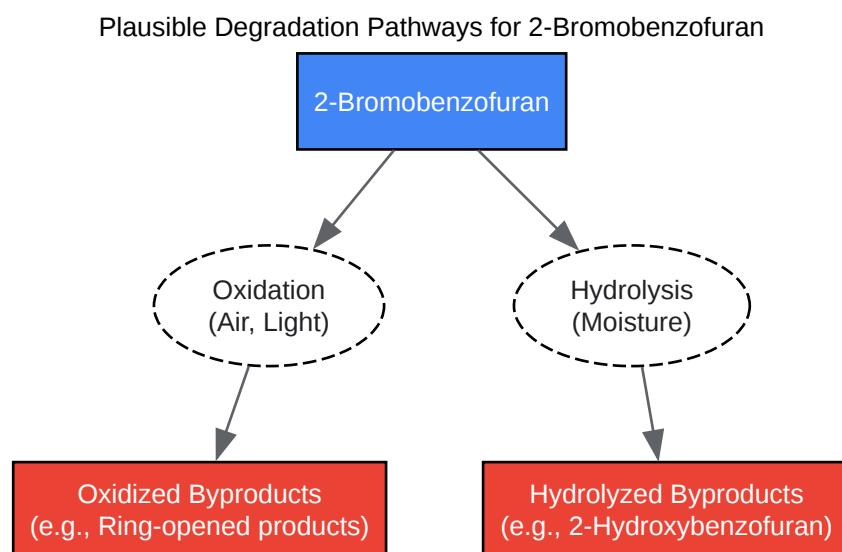 Plausible Degradation Pathways for 2-Bromobenzofuran
2-Bromobenzofuran
Oxidation
(Air, Light)
Hydrolysis
(Moisture)
Oxidized Byproducts
(e.g., Ring-opened products)
Hydrolyzed Byproducts
(e.g., 2-Hydroxybenzofuran)